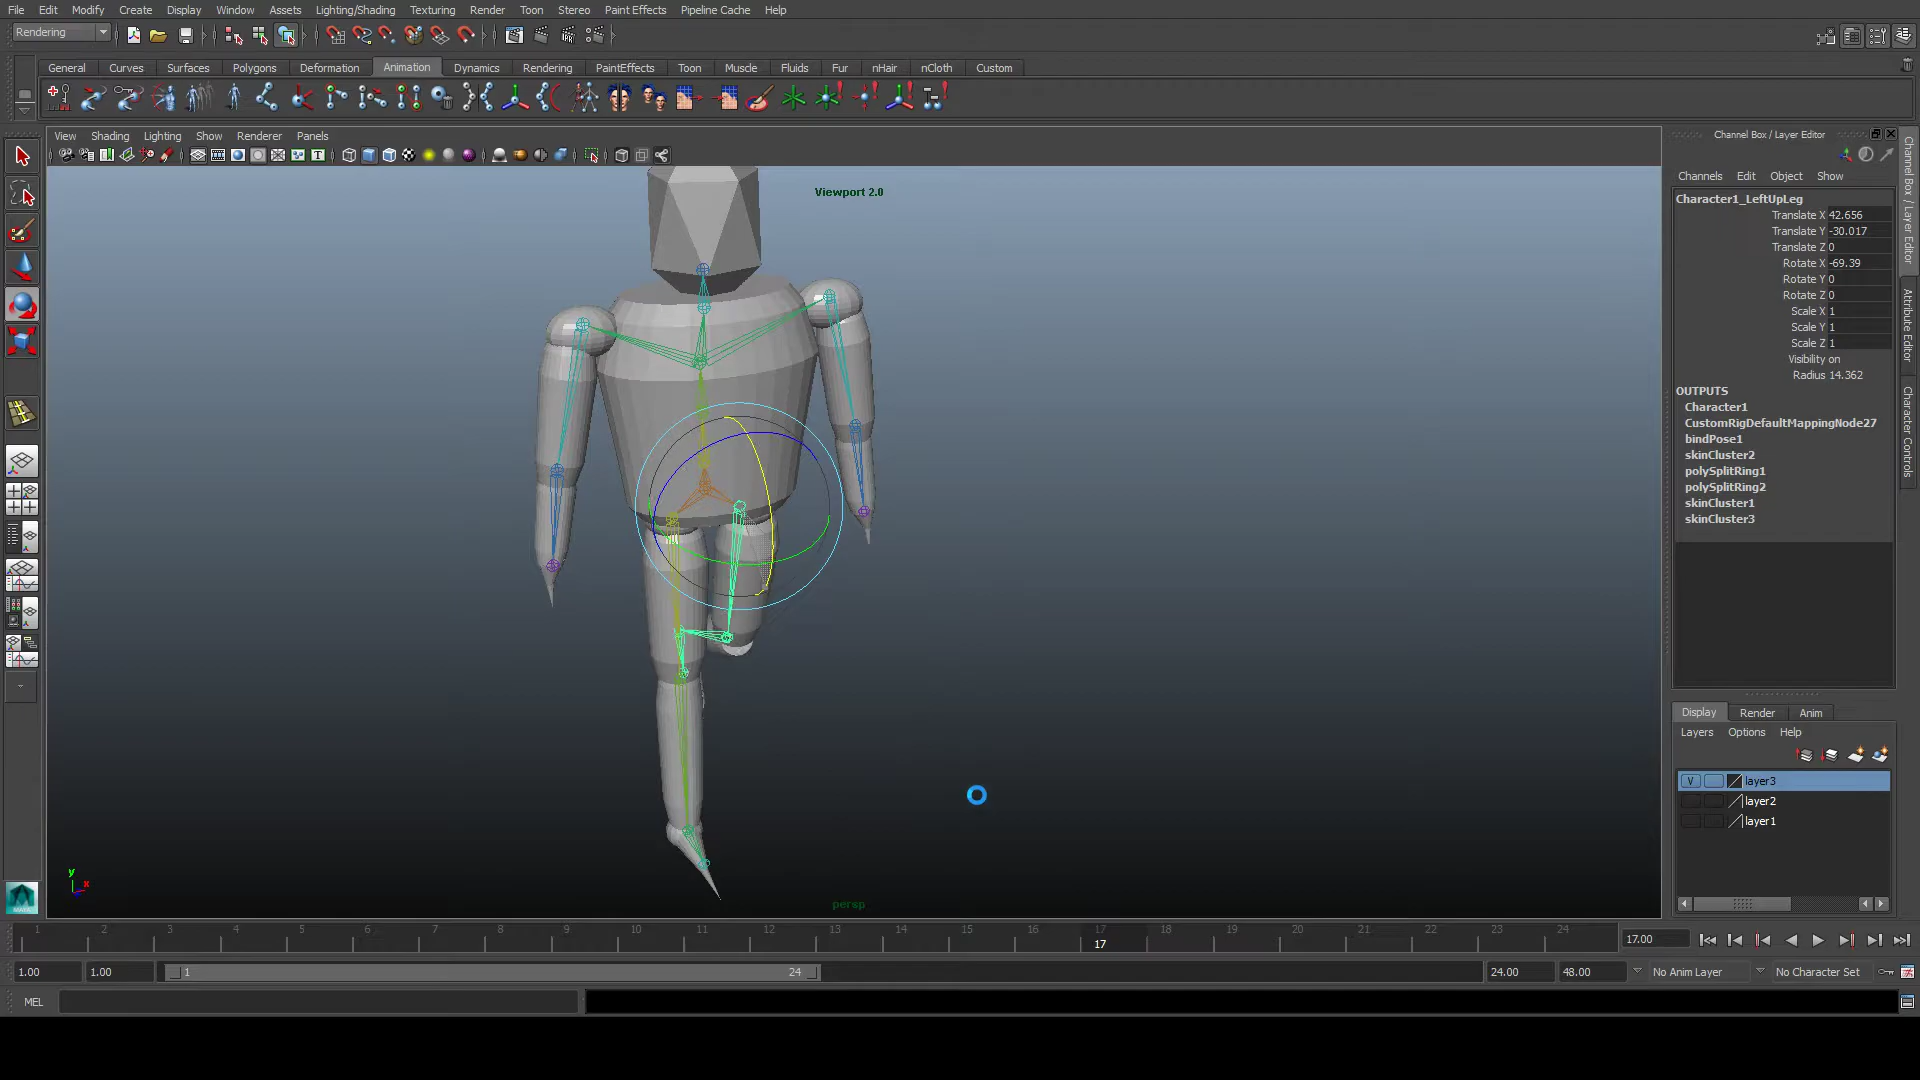 File Edit Modify Create Display Window Assets Lighting/Shading Texturing Render Toon Stereo Paint Effects Pipeline Cache Help
Rendering
General Curves Surfaces Polygons Deformation Animation Dynamics Rendering PaintEffects Toon Muscle Fluids Fur nHair nCloth Custom
View Shading Lighting Show Renderer Panels
Viewport 2.0
persp
y
x
Channel Box / Layer Editor
Channels Edit Object Show
Character1_LeftUpLeg
Translate X 42.656
Translate Y -30.017
Translate Z 0
Rotate X -69.39
Rotate Y 0
Rotate Z 0
Scale X 1
Scale Y 1
Scale Z 1
Visibility on
Radius 14.362
OUTPUTS
Character1
CustomRigDefaultMappingNode27
bindPose1
skinCluster2
polySplitRing1
polySplitRing2
skinCluster1
skinCluster3
Channel Box / Layer Editor
Attribute Editor
Character Controls
Display Render Anim
Layers Options Help
V layer3
layer2
layer1
1 2 3 4 5 6 7 8 9 10 11 12 13 14 15 16 17 18 19 20 21 22 23 24
17
17.00
1.00 1.00 1 24 24.00 48.00 No Anim Layer No Character Set
MEL